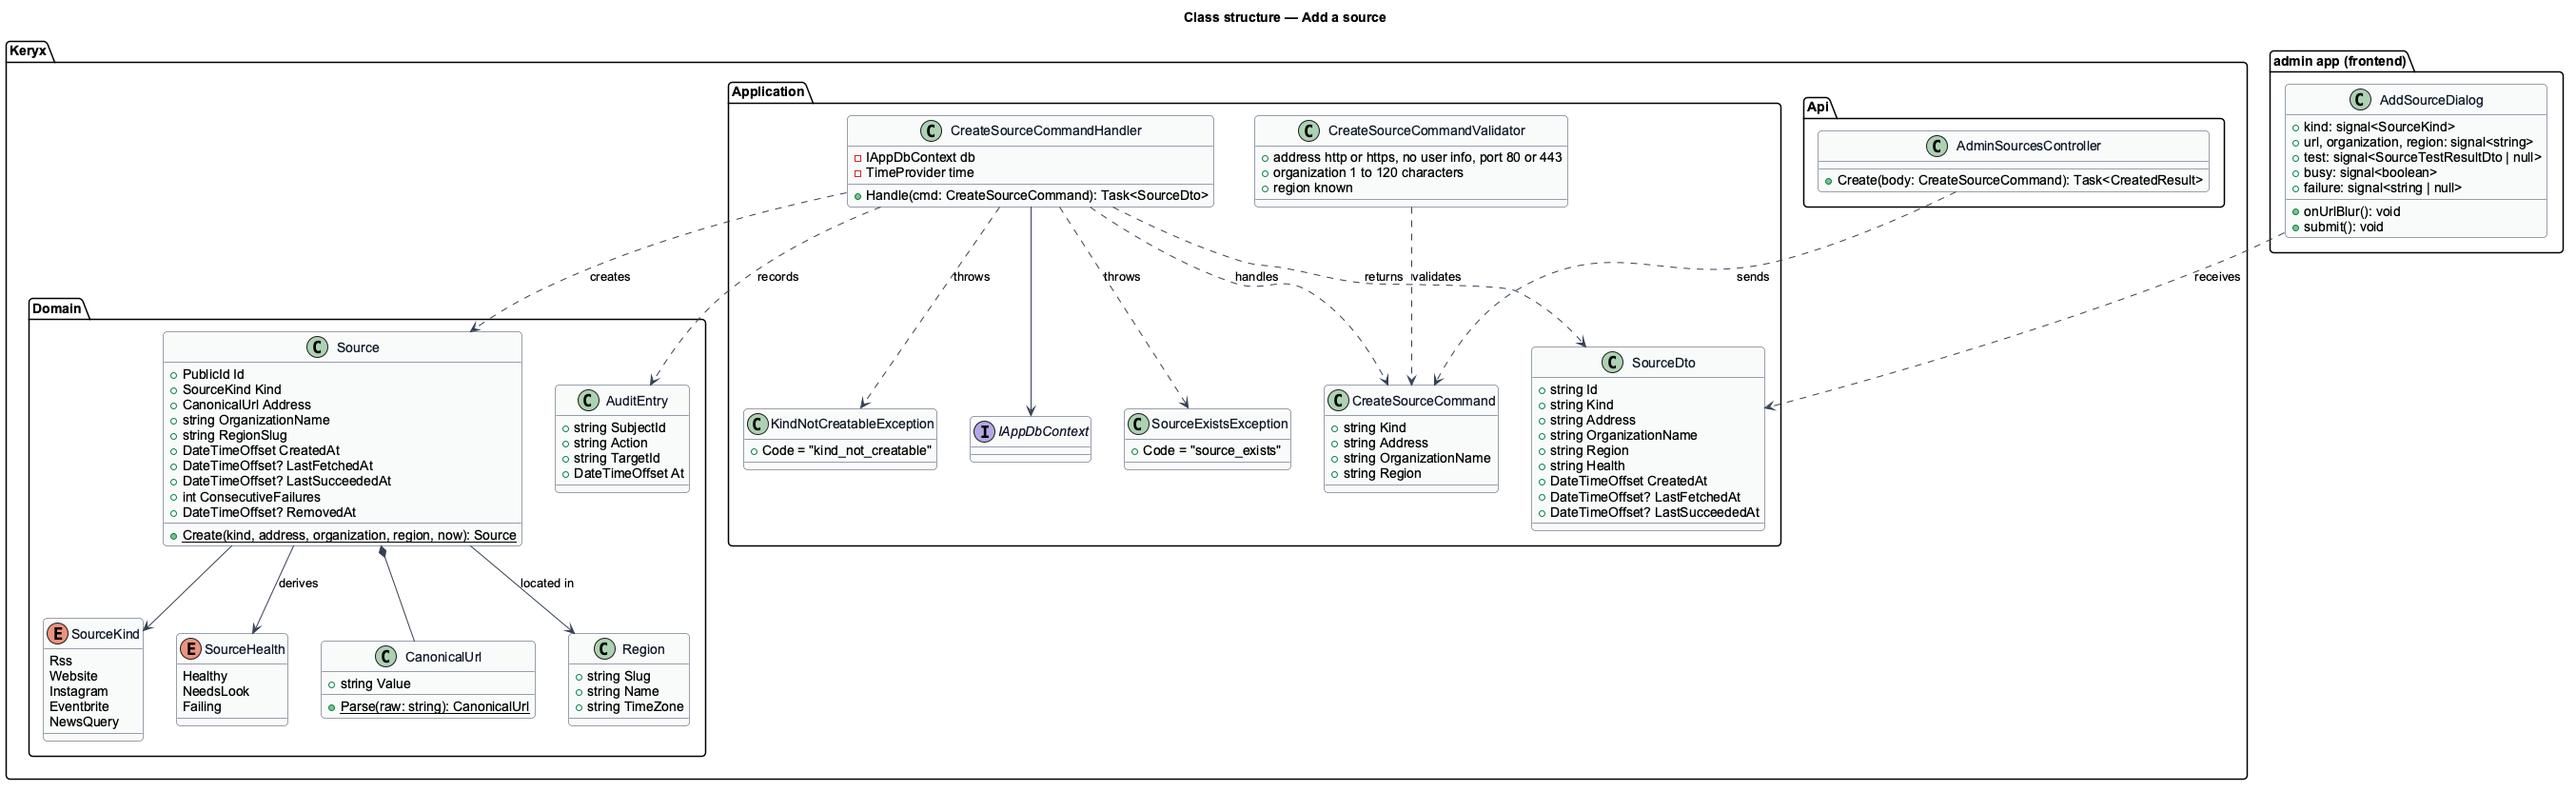 Class structure — Add a source
Keryx
admin app (frontend)
Application
Api
C AddSourceDialog
kind: signal<SourceKind>
url, organization, region: signal<string>
test: signal<SourceTestResultDto | null>
busy: signal<boolean>
failure: signal<string | null>
onUrlBlur(): void
submit(): void
C CreateSourceCommandHandler
IAppDbContext db
TimeProvider time
Handle(cmd: CreateSourceCommand): Task<SourceDto>
C CreateSourceCommandValidator
address http or https, no user info, port 80 or 443
organization 1 to 120 characters
region known
C AdminSourcesController
Create(body: CreateSourceCommand): Task<CreatedResult>
creates
records
throws
throws
handles
returns
validates
sends
receives
Domain
C Source
PublicId Id
SourceKind Kind
CanonicalUrl Address
string OrganizationName
string RegionSlug
DateTimeOffset CreatedAt
DateTimeOffset? LastFetchedAt
DateTimeOffset? LastSucceededAt
int ConsecutiveFailures
DateTimeOffset? RemovedAt
Create(kind, address, organization, region, now): Source
C AuditEntry
string SubjectId
string Action
string TargetId
DateTimeOffset At
C KindNotCreatableException
Code = "kind_not_creatable"
I IAppDbContext
C SourceExistsException
Code = "source_exists"
C CreateSourceCommand
string Kind
string Address
string OrganizationName
string Region
C SourceDto
string Id
string Kind
string Address
string OrganizationName
string Region
string Health
DateTimeOffset CreatedAt
DateTimeOffset? LastFetchedAt
DateTimeOffset? LastSucceededAt
derives
located in
E SourceKind
Rss
Website
Instagram
Eventbrite
NewsQuery
E SourceHealth
Healthy
NeedsLook
Failing
C CanonicalUrl
string Value
Parse(raw: string): CanonicalUrl
C Region
string Slug
string Name
string TimeZone